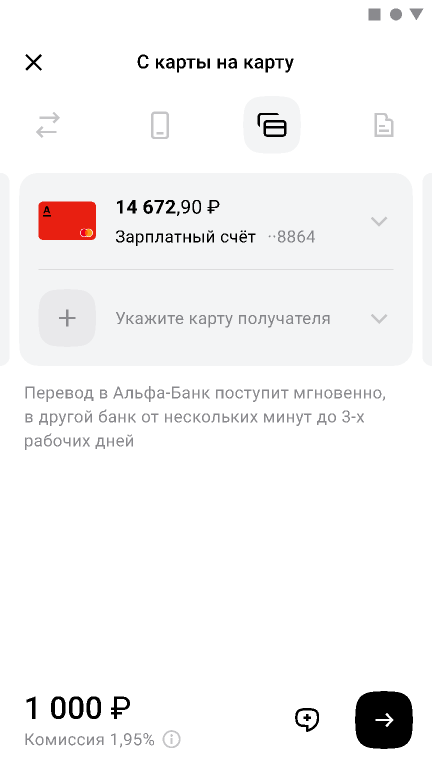 С карты на карту
A
14 672,90 ₽
Зарплатный счёт ··8864
Укажите карту получателя
Перевод в Альфа-Банк поступит мгновенно,
в другой банк от нескольких минут до 3-х
рабочих дней
1 000 ₽
Комиссия 1,95%